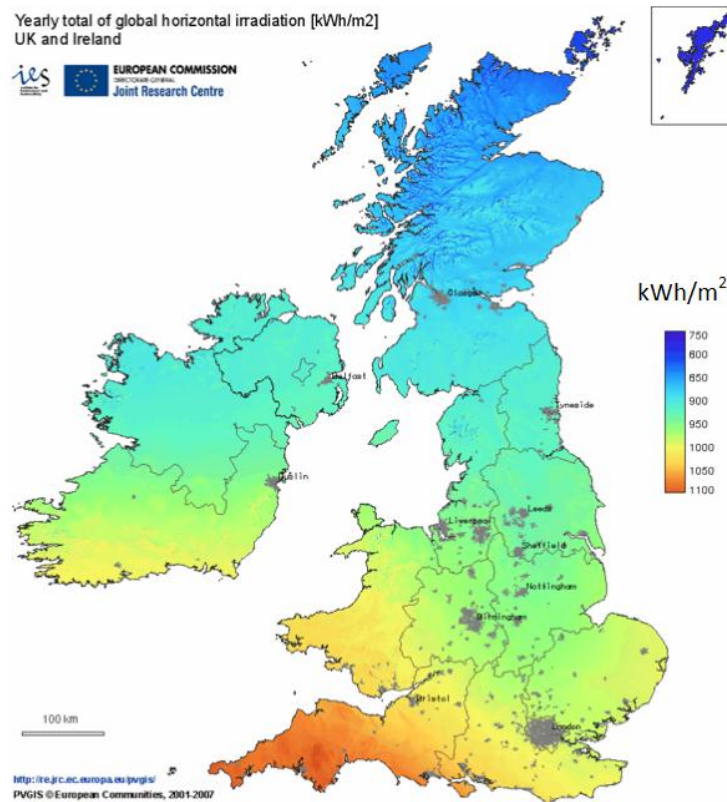 Yearly total of global horizontal irradiation [kWh/m2]
UK and Ireland
ies
EUROPEAN COMMISSION
DIRECTORATE-GENERAL
Joint Research Centre
Glasgow
kWh/m²
750
800
850
900
950
1000
1050
1100
Belfast
Tyneside
Dublin
Leeds
Liverpool
Sheffield
Nottingham
Birmingham
Bristol
London
100 km
http://re.jrc.ec.europa.eu/pvgis/
PVGIS © European Communities, 2001-2007